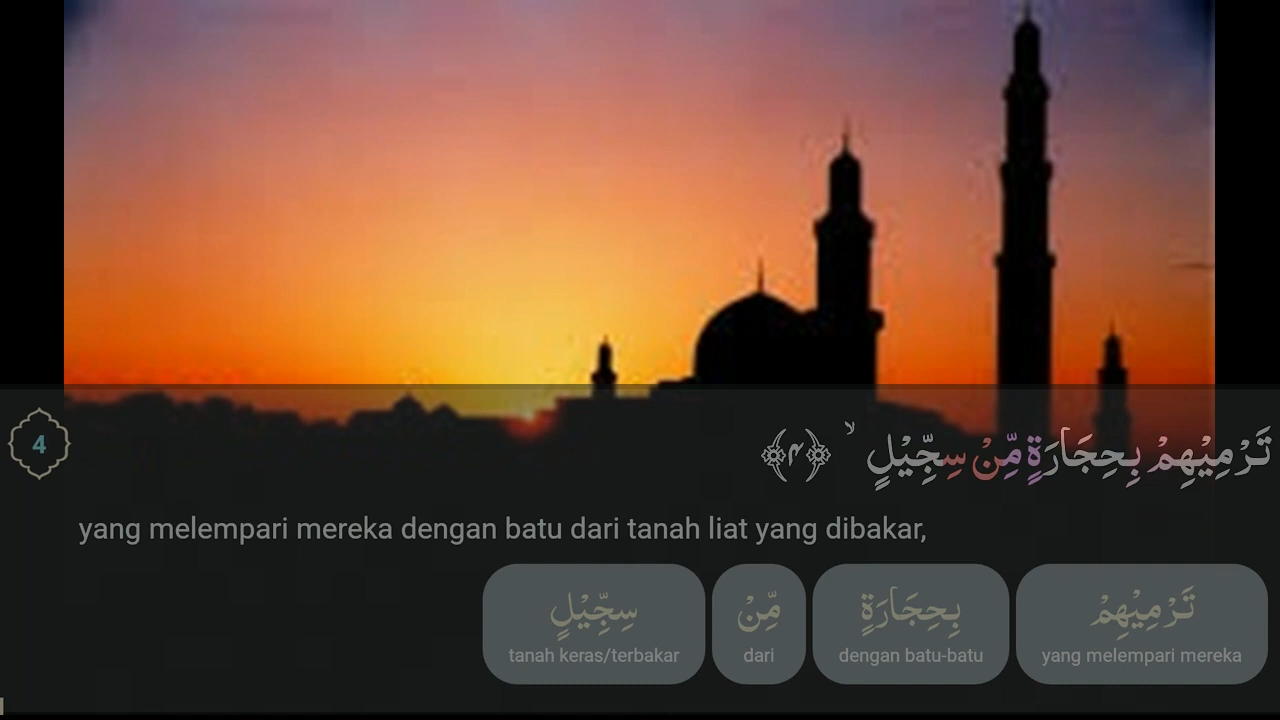 تَرْمِيْهِمْ بِحِجَارَةٍ مِّنْ سِجِّيْلٍ ۙ ﴿٤﴾
4
yang melempari mereka dengan batu dari tanah liat yang dibakar,
تَرْمِيْهِمْ بِحِجَارَةٍ مِّنْ سِجِّيْلٍ
yang melempari mereka dengan batu-batu dari tanah keras/terbakar